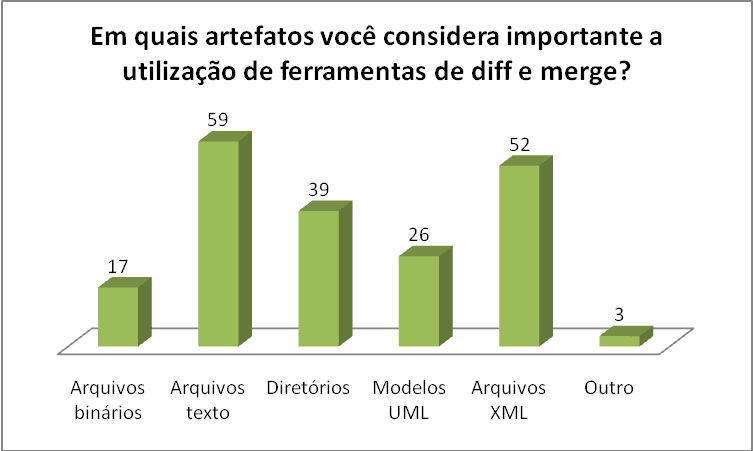 Em quais artefatos você considera importante a
utilização de ferramentas de diff e merge?
59
52
39
26
17
3
Arquivos binários
Arquivos texto
Diretórios
Modelos UML
Arquivos XML
Outro